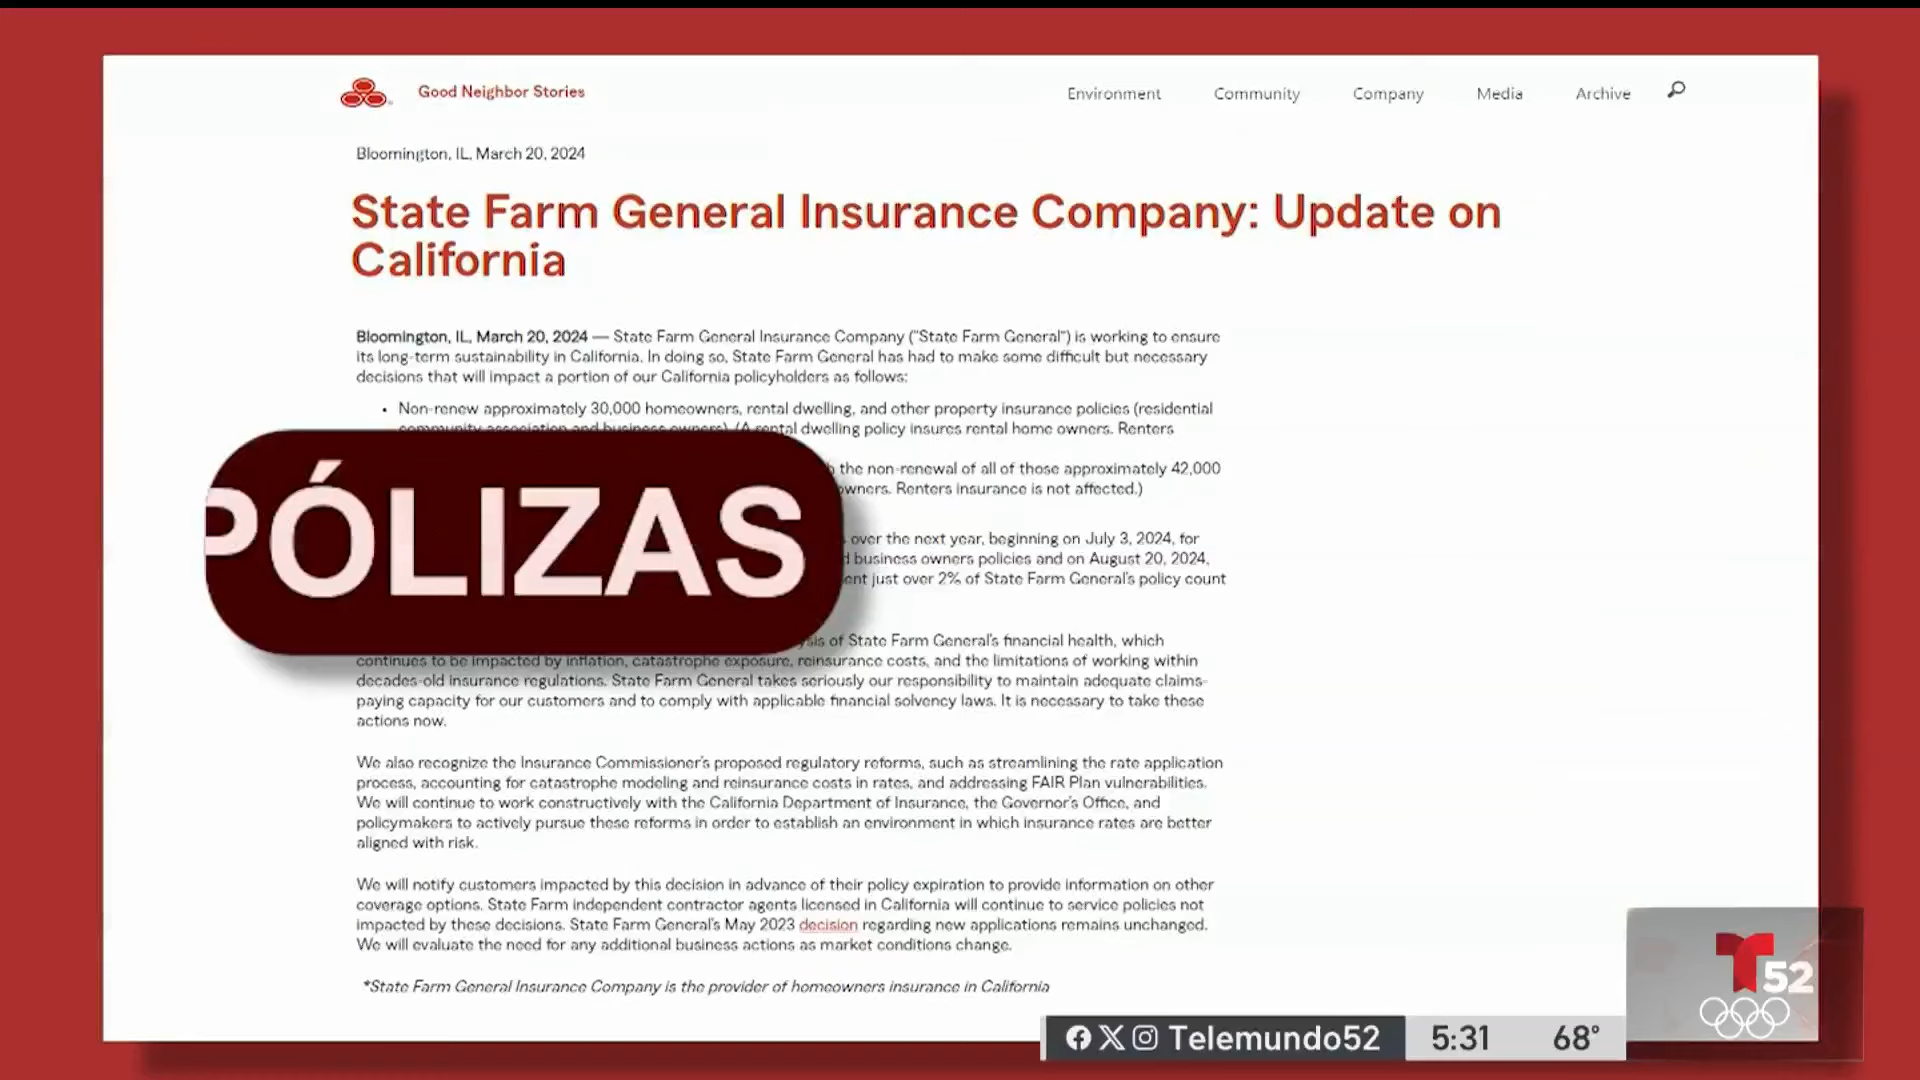 Good Neighbor Stories
Environment Community Company Media Archive
Bloomington, IL, March 20, 2024
State Farm General Insurance Company: Update on
California
Bloomington, IL, March 20, 2024 — State Farm General Insurance Company ("State Farm General") is working to ensure
its long-term sustainability in California. In doing so, State Farm General has had to make some difficult but necessary
decisions that will impact a portion of our California policyholders as follows:
• Non-renew approximately 30,000 homeowners, rental dwelling, and other property insurance policies (residential
community association and business owners). (A rental dwelling policy insures rental home owners. Renters
the non-renewal of all of those approximately 42,000
owners. Renters insurance is not affected.)
PÓLIZAS
over the next year, beginning on July 3, 2024, for
business owners policies and on August 20, 2024,
just over 2% of State Farm General's policy count
of State Farm General's financial health, which
continues to be impacted by inflation, catastrophe exposure, reinsurance costs, and the limitations of working within
decades-old insurance regulations. State Farm General takes seriously our responsibility to maintain adequate claims-
paying capacity for our customers and to comply with applicable financial solvency laws. It is necessary to take these
actions now.
We also recognize the Insurance Commissioner's proposed regulatory reforms, such as streamlining the rate application
process, accounting for catastrophe modeling and reinsurance costs in rates, and addressing FAIR Plan vulnerabilities.
We will continue to work constructively with the California Department of Insurance, the Governor's Office, and
policymakers to actively pursue these reforms in order to establish an environment in which insurance rates are better
aligned with risk.
We will notify customers impacted by this decision in advance of their policy expiration to provide information on other
coverage options. State Farm independent contractor agents licensed in California will continue to service policies not
impacted by these decisions. State Farm General's May 2023 decision regarding new applications remains unchanged.
We will evaluate the need for any additional business actions as market conditions change.
*State Farm General Insurance Company is the provider of homeowners insurance in California
T 52
Telemundo52 5:31 68°